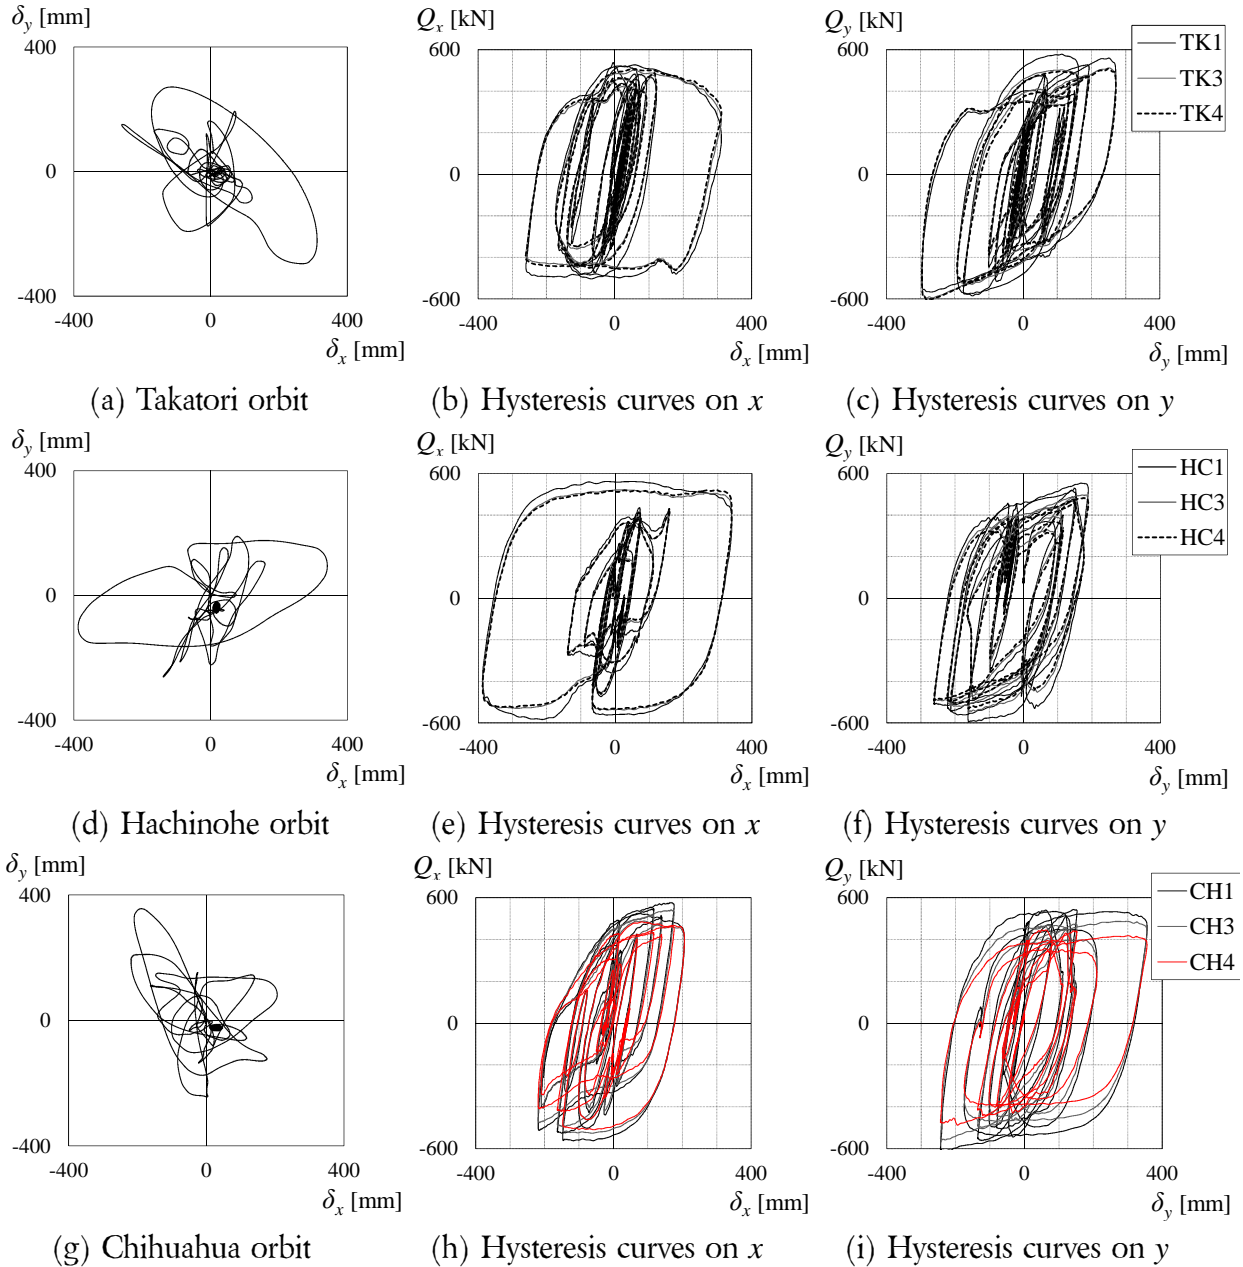 δy [mm]
400
0
-400
-400
0
400
δx [mm]
(a) Takatori orbit
Qx [kN]
600
0
-600
-400
0
400
δx [mm]
(b) Hysteresis curves on x
Qy [kN]
600
0
-600
-400
0
400
δy [mm]
TK1
TK3
TK4
(c) Hysteresis curves on y
δy [mm]
400
0
-400
-400
0
400
δx [mm]
(d) Hachinohe orbit
Qx [kN]
600
0
-600
-400
0
400
δx [mm]
(e) Hysteresis curves on x
Qy [kN]
600
0
-600
-400
0
400
δy [mm]
HC1
HC3
HC4
(f) Hysteresis curves on y
δy [mm]
400
0
-400
-400
0
400
δx [mm]
(g) Chihuahua orbit
Qx [kN]
600
0
-600
-400
0
400
δx [mm]
(h) Hysteresis curves on x
Qy [kN]
600
0
-600
-400
0
400
δy [mm]
CH1
CH3
CH4
(i) Hysteresis curves on y